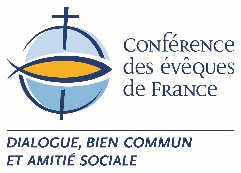 Conférence
des évêques
de France
DIALOGUE, BIEN COMMUN
ET AMITIÉ SOCIALE